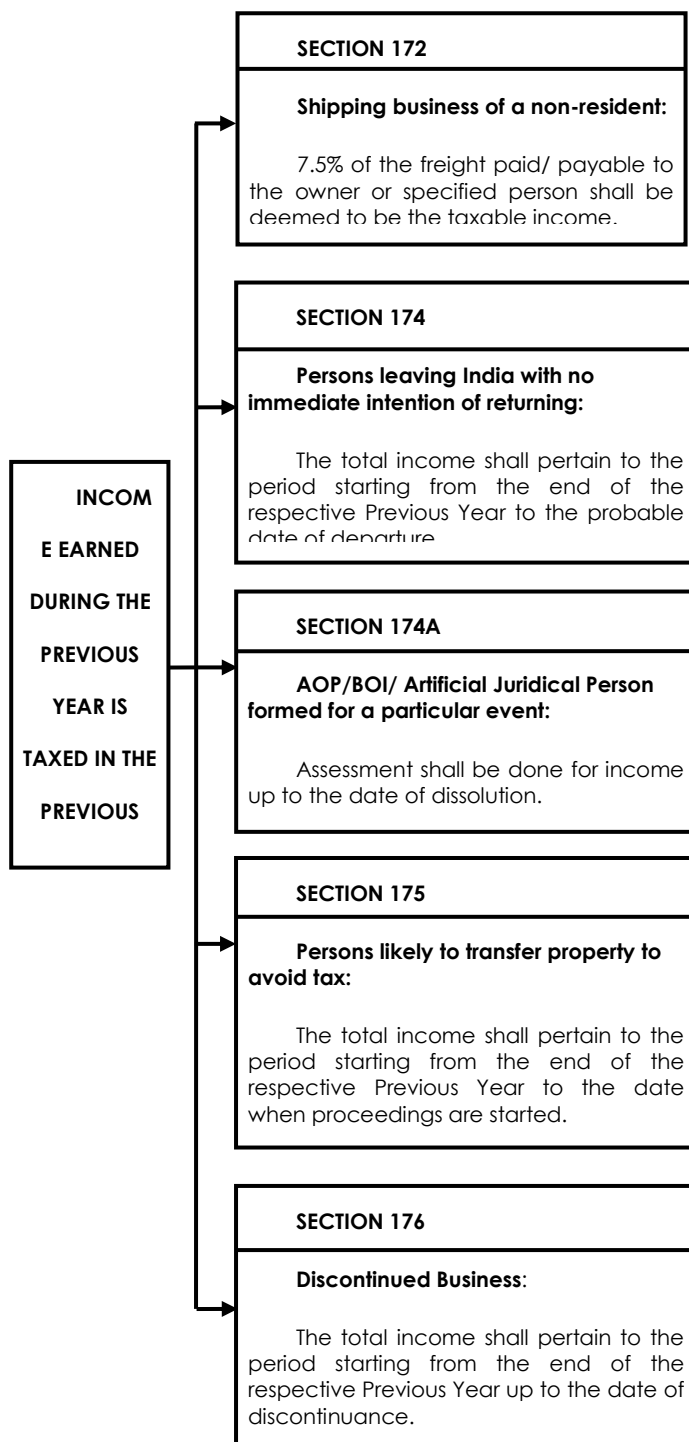 SECTION 172
Shipping business of a non-resident:
7.5% of the freight paid/ payable to
the owner or specified person shall be
deemed to be the taxable income.
SECTION 174
Persons leaving India with no
immediate intention of returning:
The total income shall pertain to the
period starting from the end of the
respective Previous Year to the probable
date of departure
INCOM
E EARNED
DURING THE
PREVIOUS
YEAR IS
TAXED IN THE
PREVIOUS
SECTION 174A
AOP/BOI/ Artificial Juridical Person
formed for a particular event:
Assessment shall be done for income
up to the date of dissolution.
SECTION 175
Persons likely to transfer property to
avoid tax:
The total income shall pertain to the
period starting from the end of the
respective Previous Year to the date
when proceedings are started.
SECTION 176
Discontinued Business:
The total income shall pertain to the
period starting from the end of the
respective Previous Year up to the date of
discontinuance.